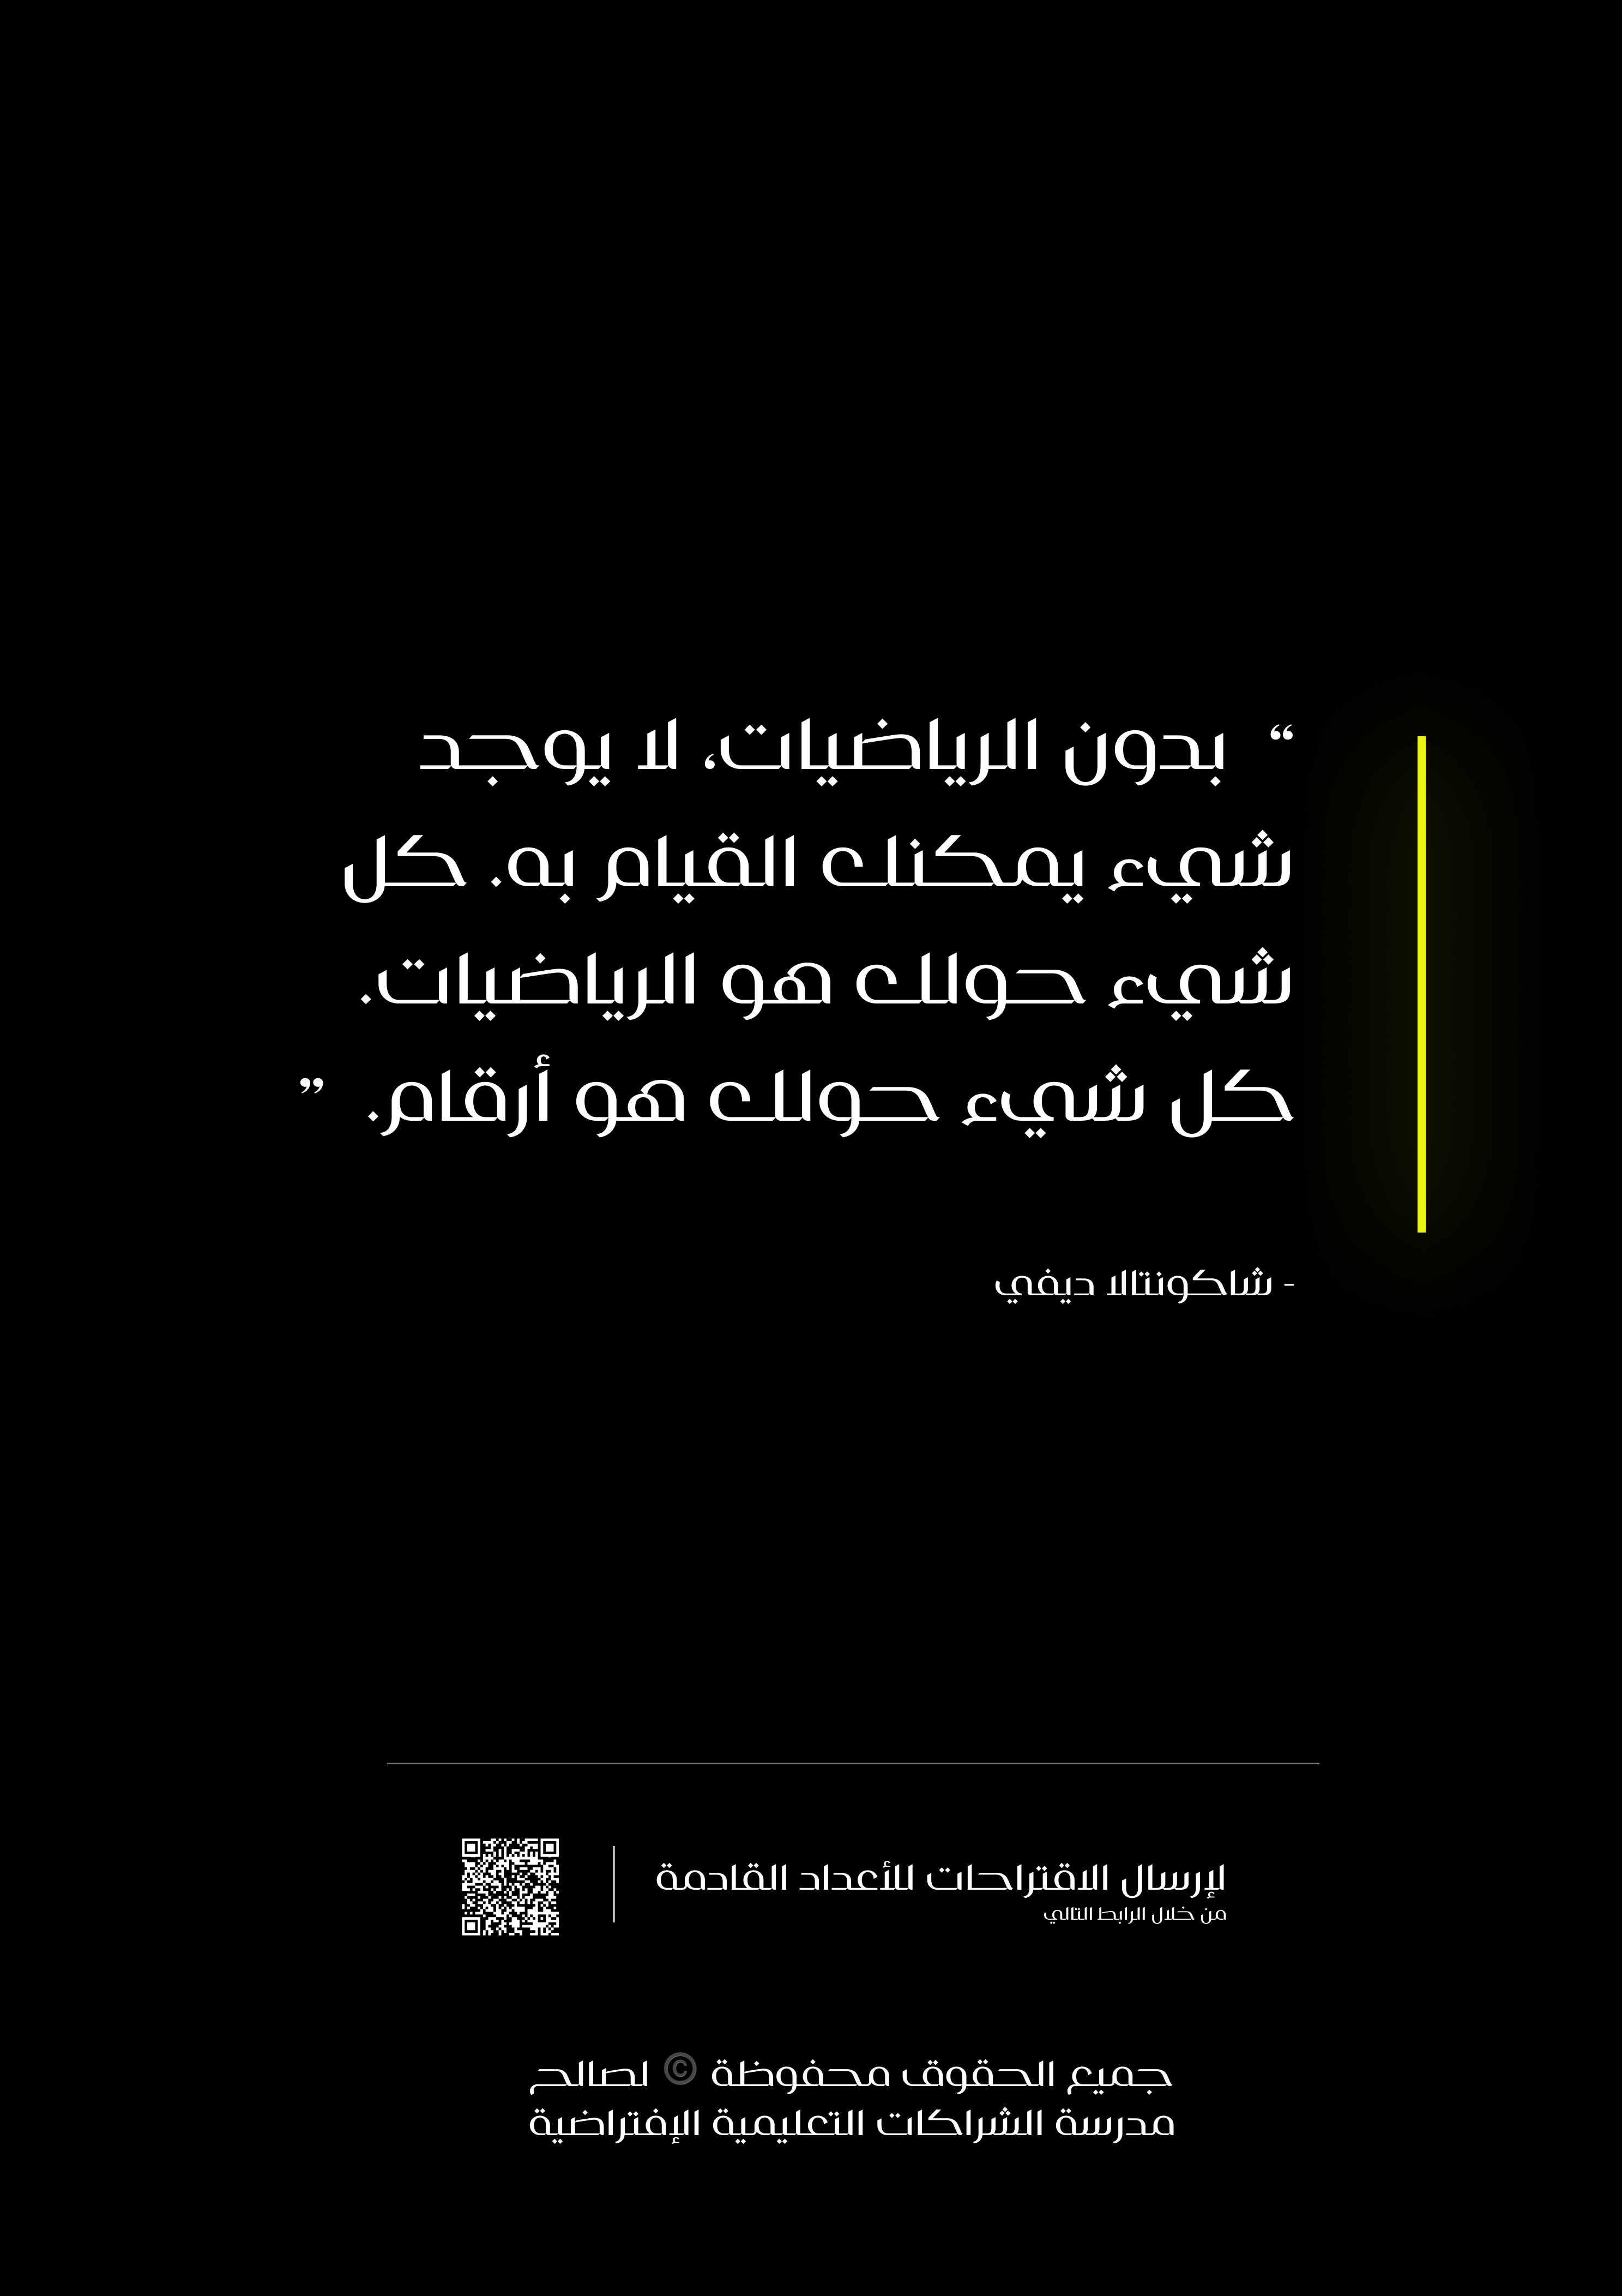 “ بدون الرياضيات، لا يوجد
شيء يمكنك القيام به. كل
شيء حولك هو الرياضيات.
كل شيء حولك هو أرقام. ”
- شاكونتالا ديفي
لإرسال الاقتراحات للأعداد القادمة
من خلال الرابط التالي
جميع الحقوق محفوظة © لصالح
مدرسة الشراكات التعليمية الإفتراضية